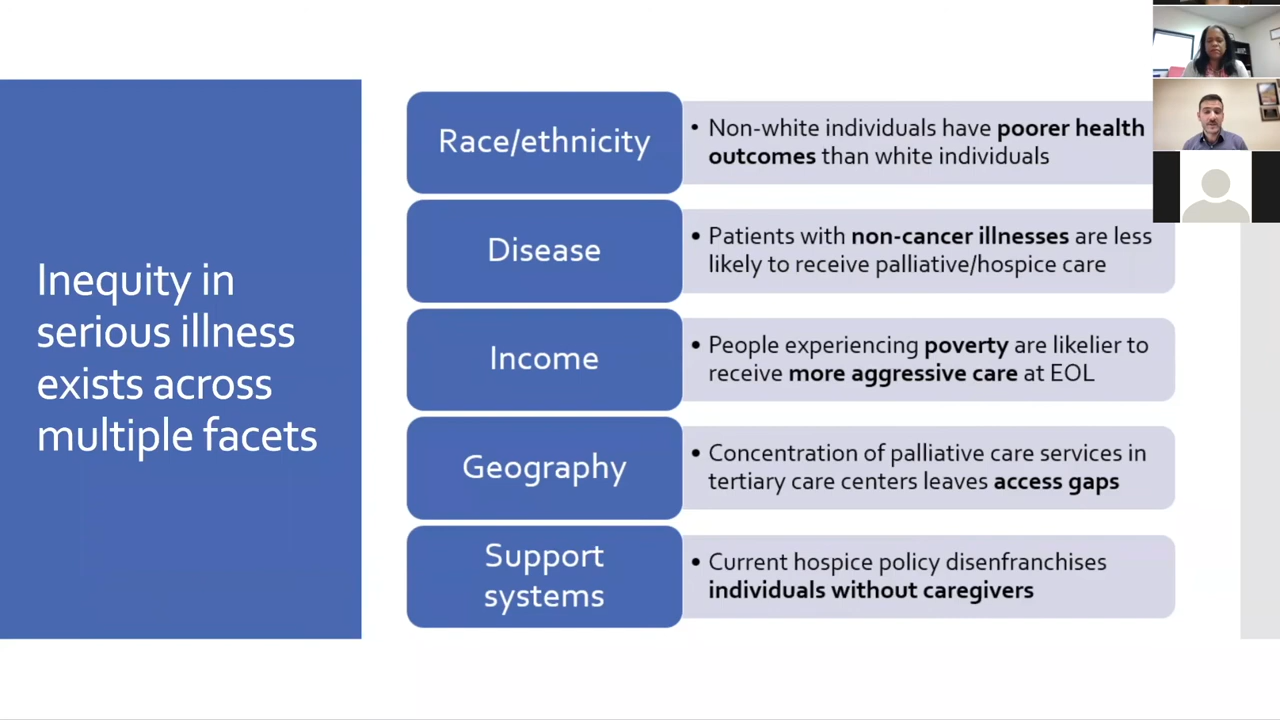 Inequity in
serious illness
exists across
multiple facets
Race/ethnicity
• Non-white individuals have poorer health
outcomes than white individuals
Disease
• Patients with non-cancer illnesses are less
likely to receive palliative/hospice care
Income
• People experiencing poverty are likelier to
receive more aggressive care at EOL
Geography
• Concentration of palliative care services in
tertiary care centers leaves access gaps
Support
systems
• Current hospice policy disenfranchises
individuals without caregivers